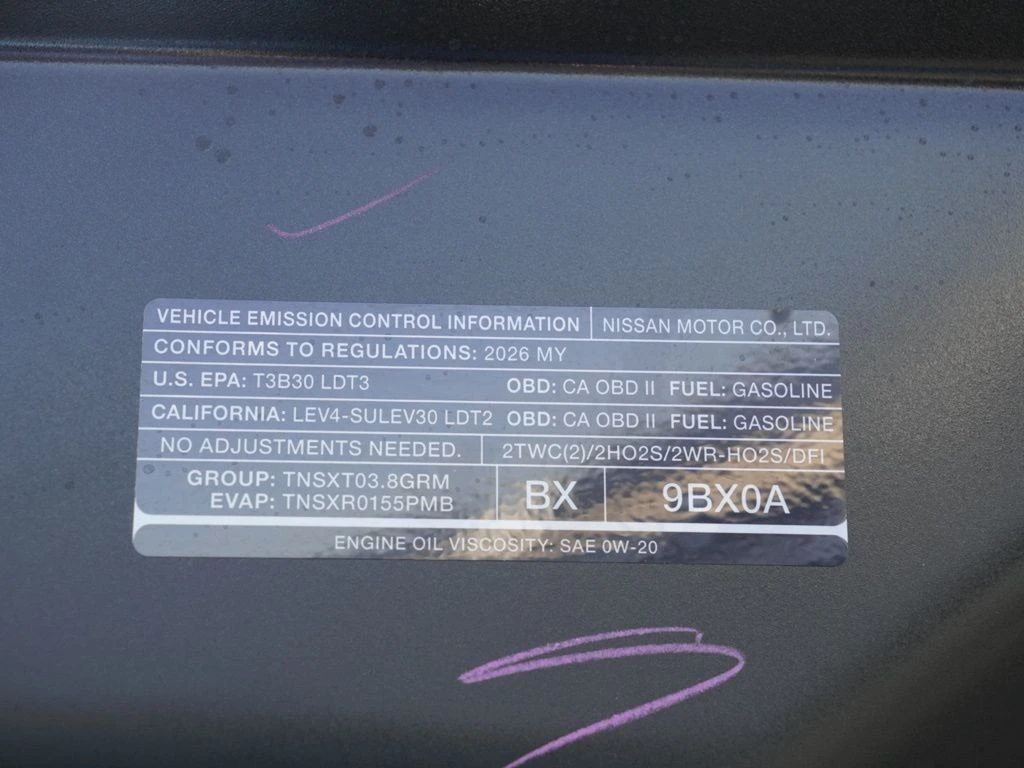 VEHICLE EMISSION CONTROL INFORMATION NISSAN MOTOR CO., LTD.
CONFORMS TO REGULATIONS: 2026 MY
U.S. EPA: T3B30 LDT3 OBD: CA OBD II FUEL: GASOLINE
CALIFORNIA: LEV4-SULEV30 LDT2 OBD: CA OBD II FUEL: GASOLINE
NO ADJUSTMENTS NEEDED. 2TWC(2)/2HO2S/2WR-HO2S/DFI
GROUP: TNSXT03.8GRM
EVAP: TNSXR0155PMB
BX 9BX0A
ENGINE OIL VISCOSITY: SAE 0W-20